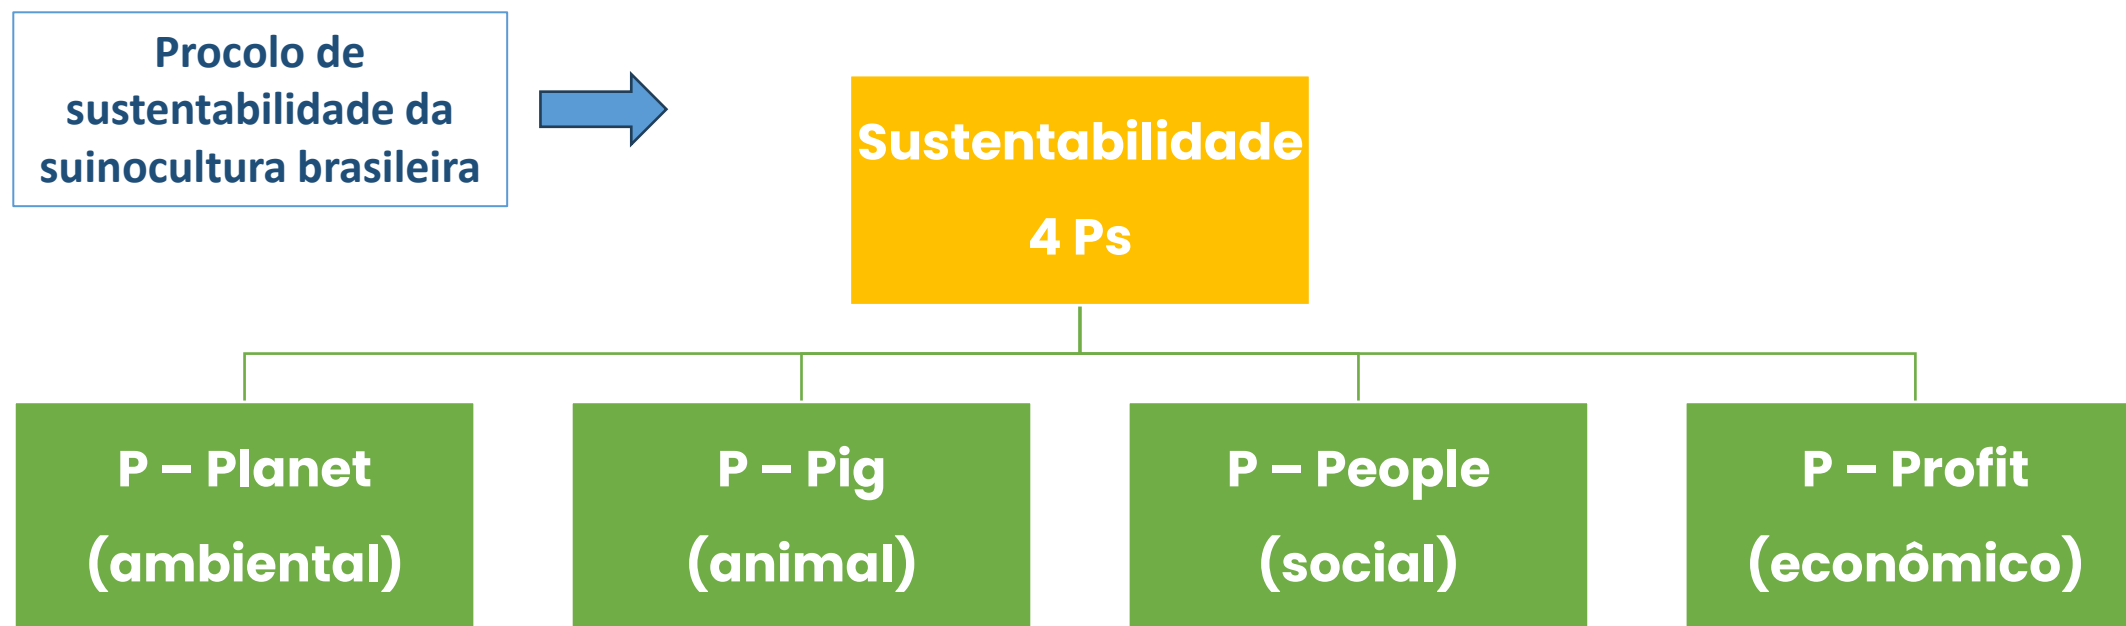 Procolo de
sustentabilidade da
suinocultura brasileira
Sustentabilidade
4 Ps
P – Planet
(ambiental)
P – Pig
(animal)
P – People
(social)
P – Profit
(econômico)